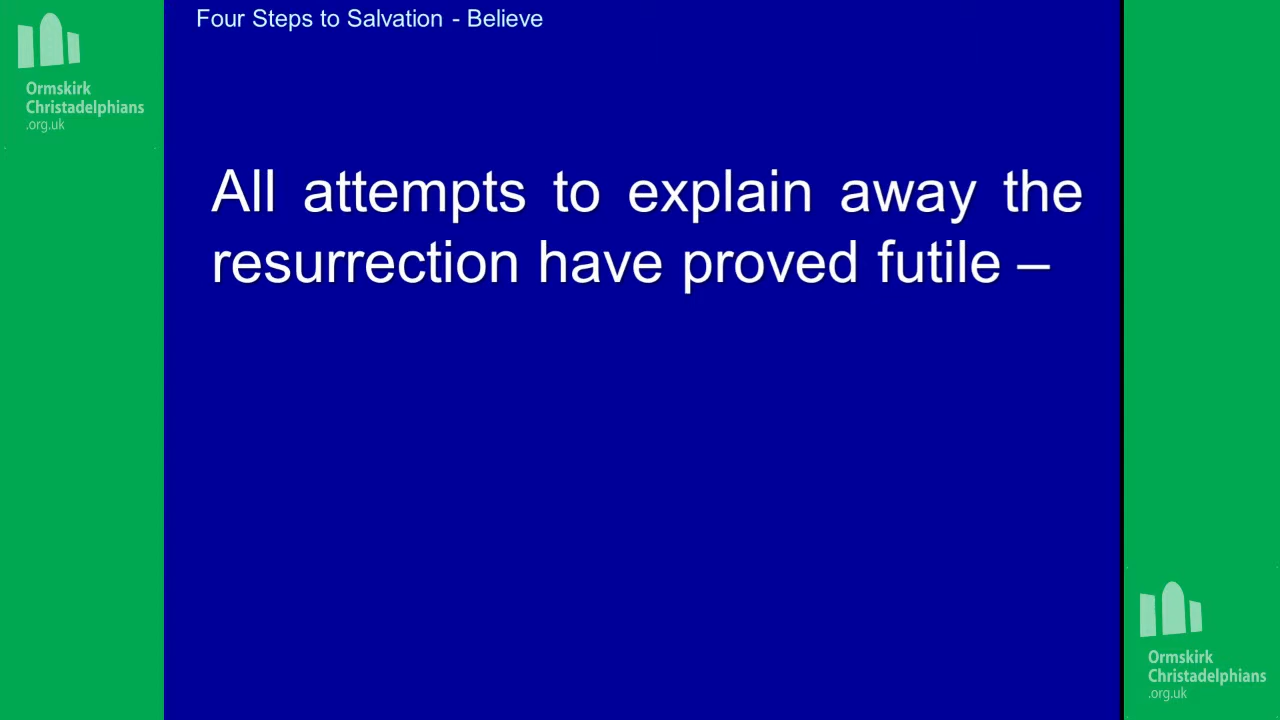 Four Steps to Salvation - Believe
Ormskirk
Christadelphians
.org.uk
All attempts to explain away the
resurrection have proved futile –
Ormskirk
Christadelphians
.org.uk